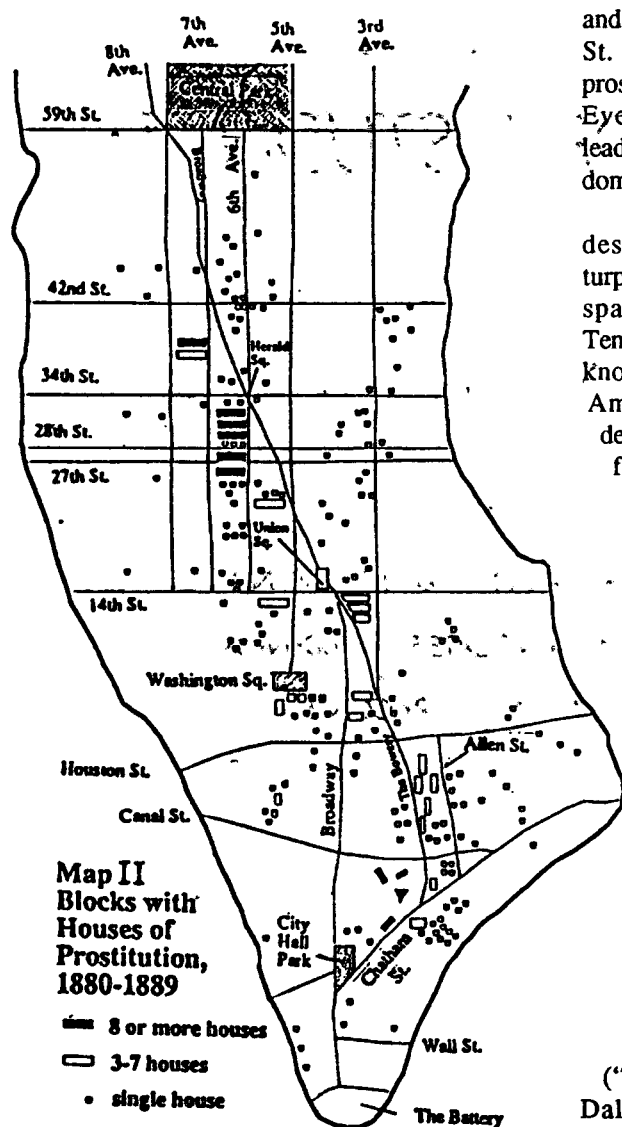 8th
Ave.
7th
Ave.
5th
Ave.
3rd
Ave.
Central Park
59th St.
6th Ave.
42nd St.
Herald
Sq.
34th St.
28th St.
27th St.
Union
Sq.
14th St.
Washington Sq.
Allen St.
Houston St.
Broadway
The Bowery
Canal St.
Map II
Blocks with
Houses of
Prostitution,
1880-1889
City
Hall
Park
Chatham
St.
8 or more houses
3-7 houses
single house
Wall St.
The Battery
and
St.
pros
Eye
lead
dom
des
turp
spa
Ten
kno
Am
de
f
("
Dal